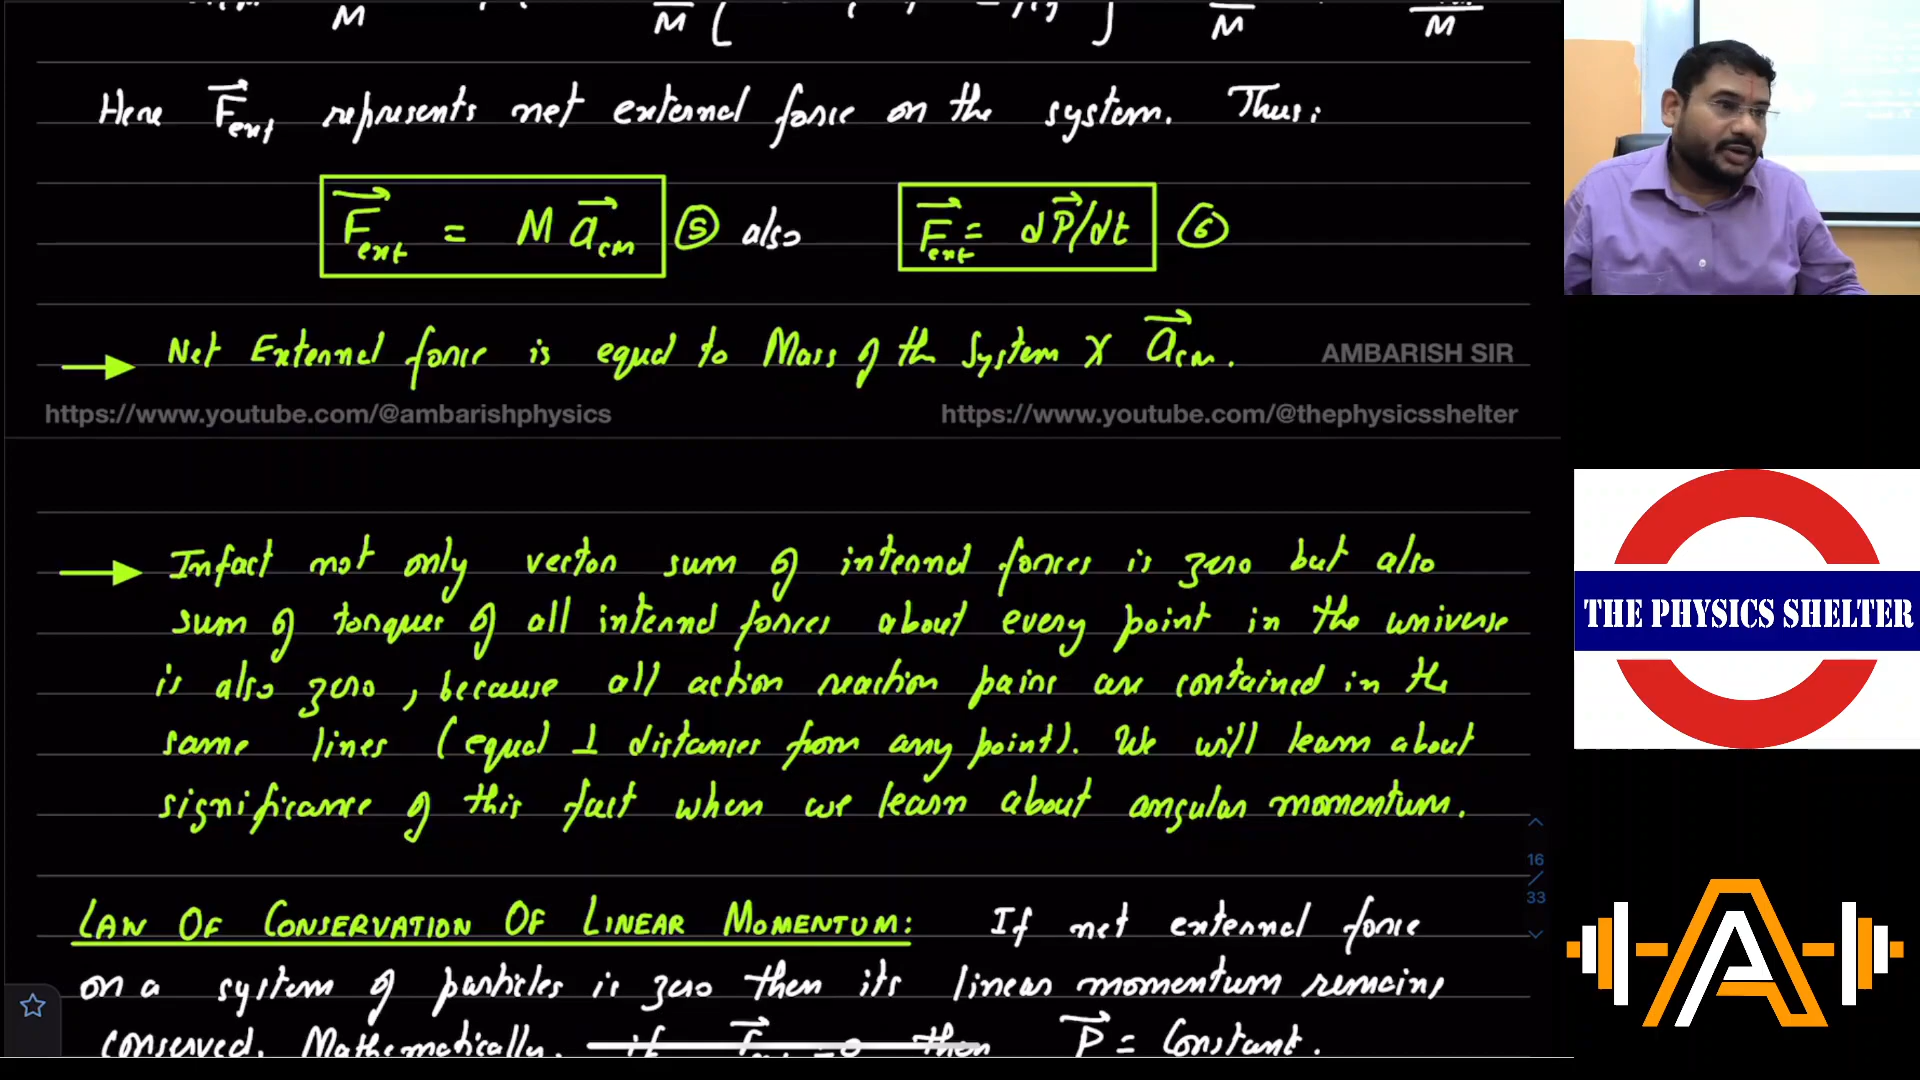 M M [ ] M M
Here F⃗ext represents net external force on the system. Thus:
F⃗ext = M a⃗cm ⑤ also F⃗ext = dP⃗/dt ⑥
→ Net External force is equal to Mass of the System X a⃗cm.
AMBARISH SIR
https://www.youtube.com/@ambarishphysics https://www.youtube.com/@thephysicsshelter
→ Infact not only vector sum of internal forces is zero but also
sum of torques of all internal forces about every point in the universe
is also zero, because all action reaction pairs are contained in the
same lines (equal ⊥ distances from any point). We will learn about
significance of this fact when we learn about angular momentum.
16
/
33
LAW OF CONSERVATION OF LINEAR MOMENTUM: If net external force
on a system of particles is zero then its linear momentum remains
conserved. Mathematically, if F⃗ext = 0 then P⃗ = Constant.
THE PHYSICS SHELTER
A